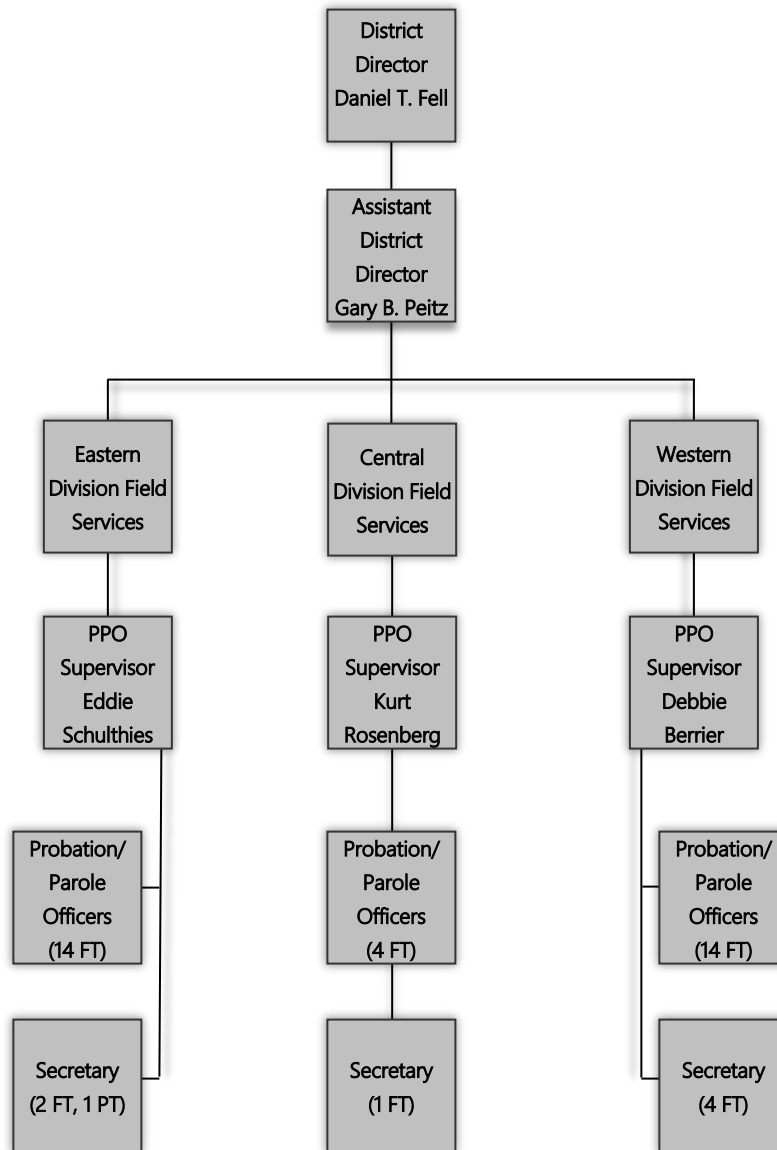 District
Director
Daniel T. Fell
Assistant
District
Director
Gary B. Peitz
Eastern
Division Field
Services
Central
Division Field
Services
Western
Division Field
Services
PPO
Supervisor
Eddie
Schulthies
PPO
Supervisor
Kurt
Rosenberg
PPO
Supervisor
Debbie
Berrier
Probation/
Parole
Officers
(14 FT)
Probation/
Parole
Officers
(4 FT)
Probation/
Parole
Officers
(14 FT)
Secretary
(2 FT, 1 PT)
Secretary
(1 FT)
Secretary
(4 FT)